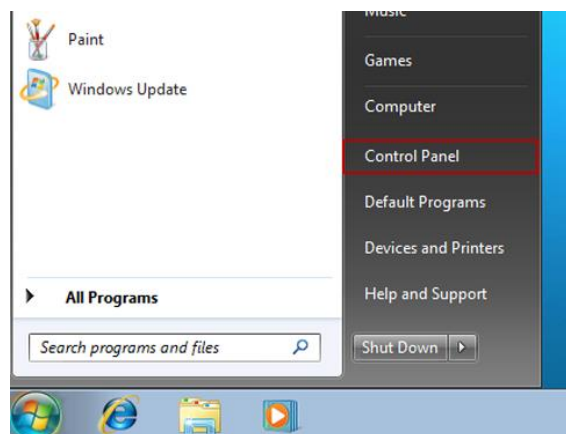 Paint
Windows Update
All Programs
Search programs and files
Music
Games
Computer
Control Panel
Default Programs
Devices and Printers
Help and Support
Shut Down